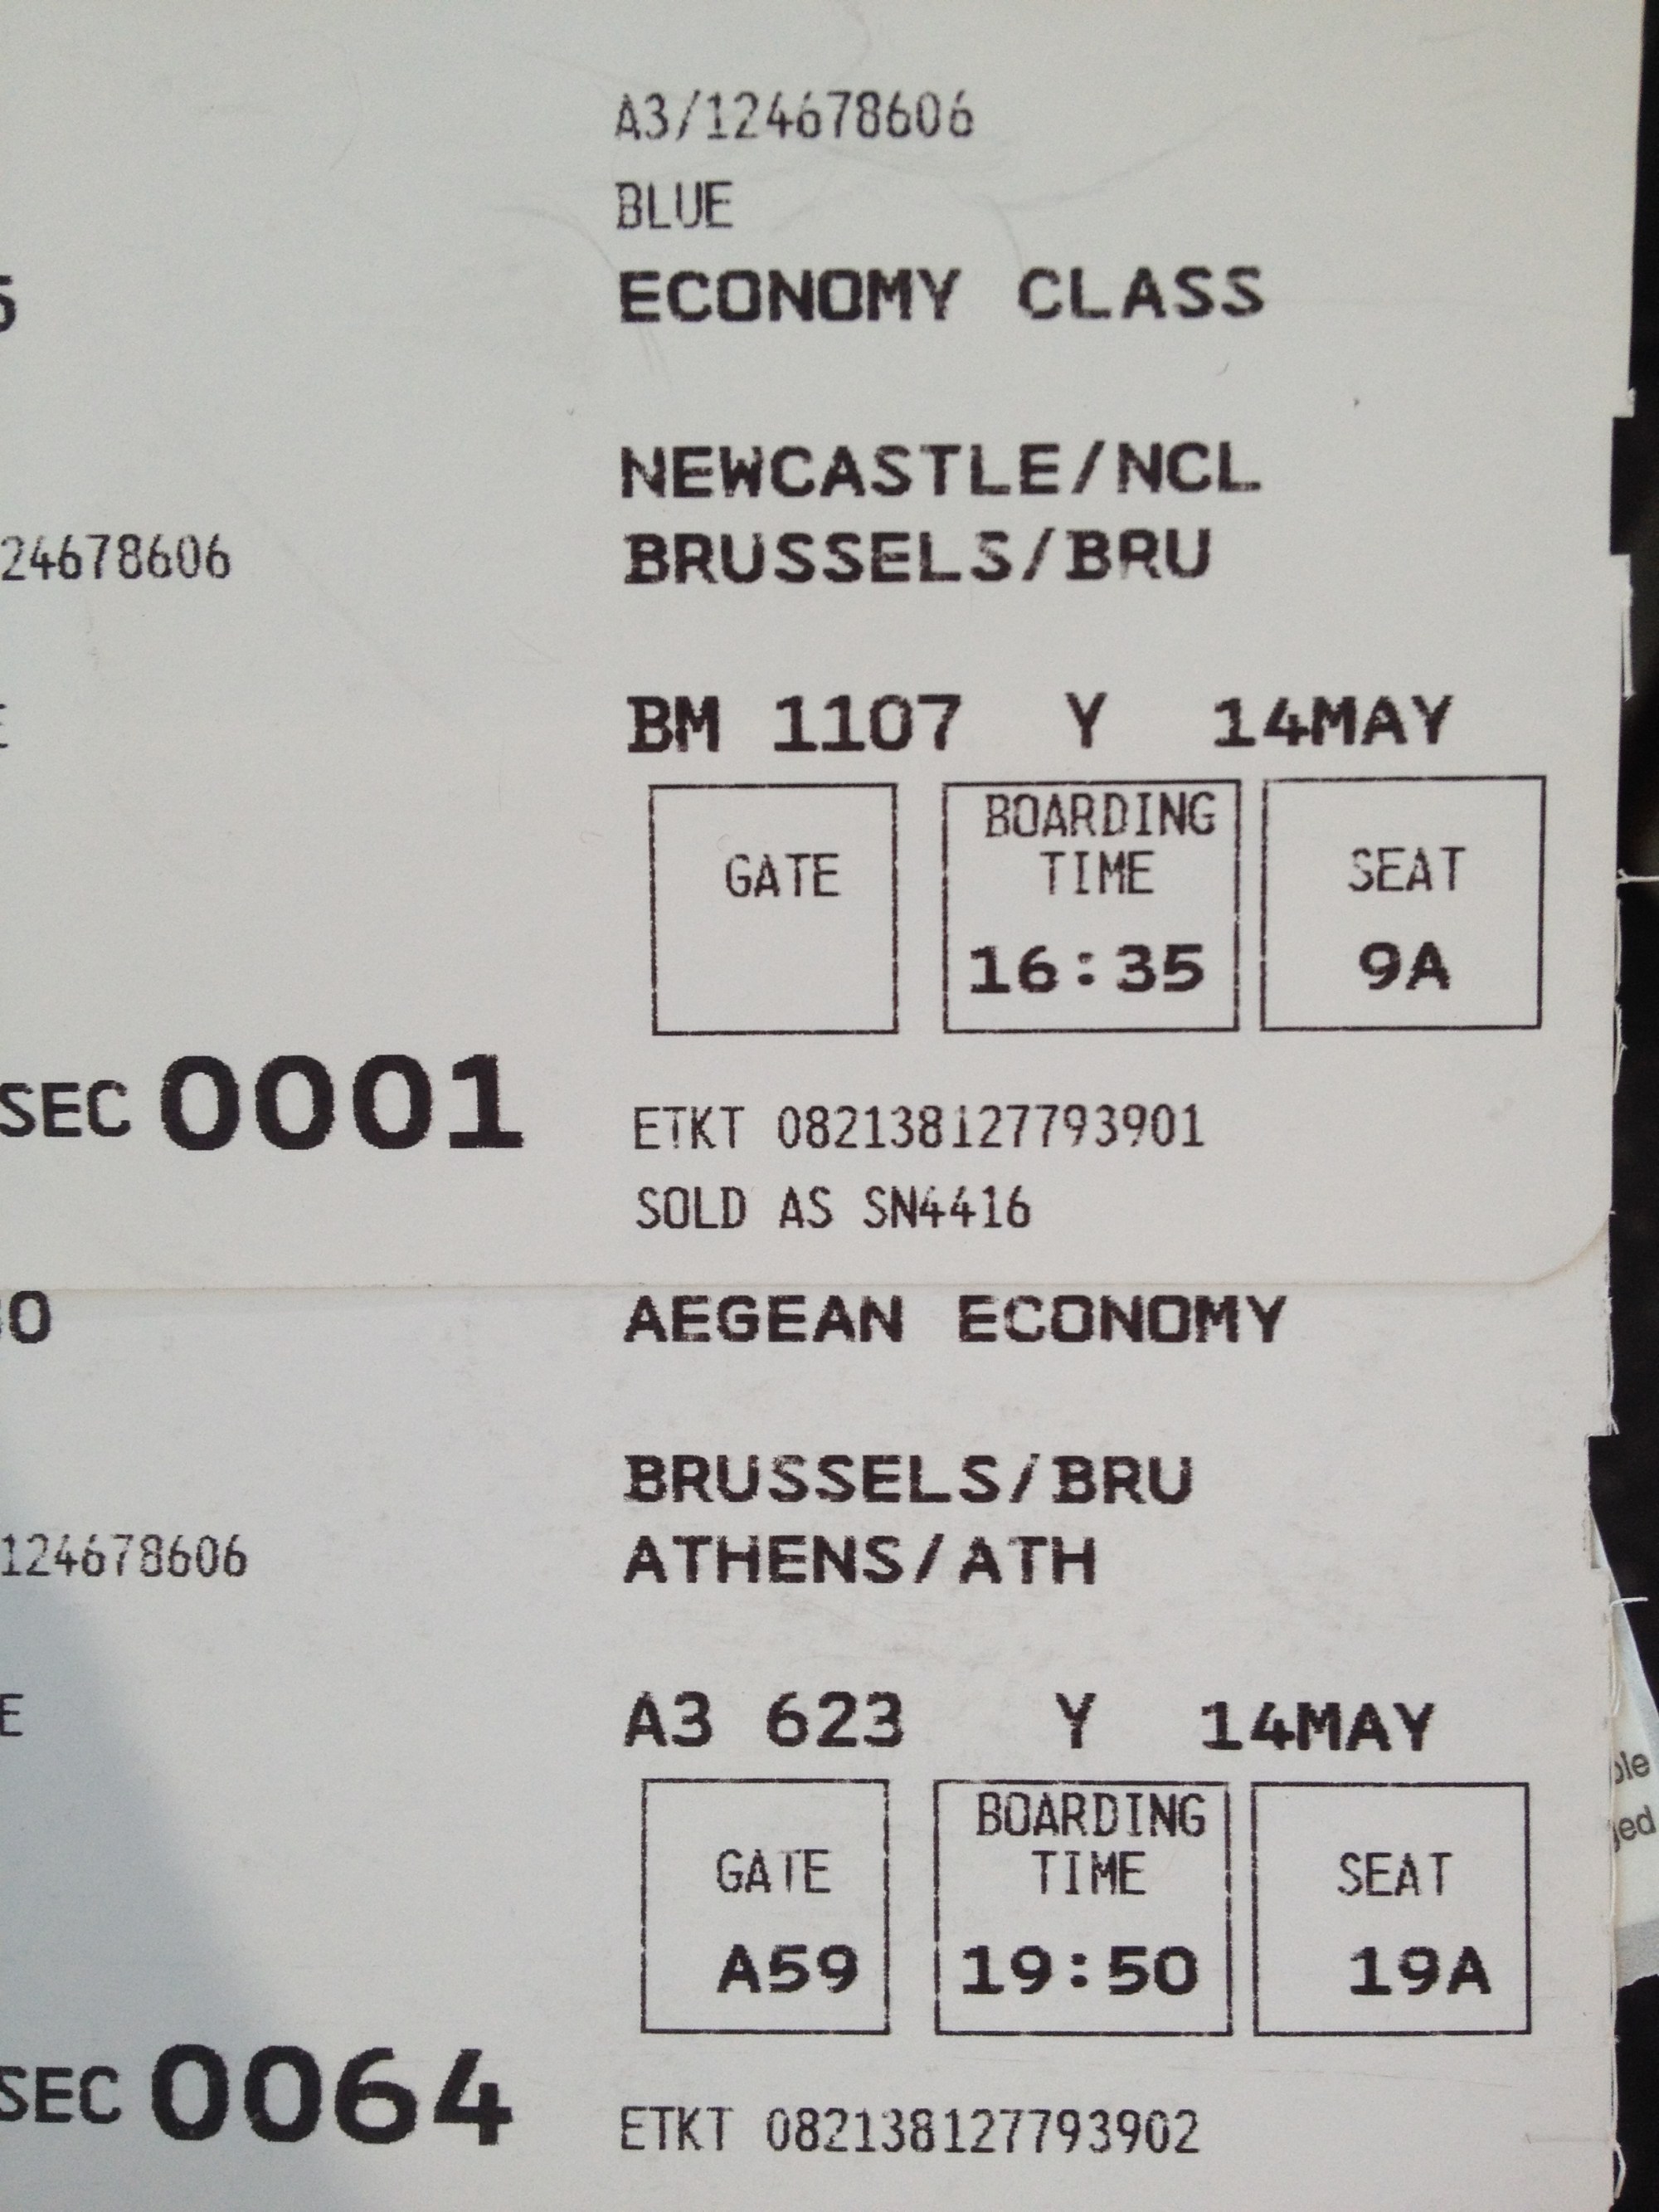 A3/124678606
BLUE
ECONOMY CLASS
NEWCASTLE/NCL
24678606 BRUSSELS/BRU
BM 1107 Y 14MAY
GATE BOARDING TIME SEAT
16:35 9A
SEC 0001 ETKT 082138127793901
SOLD AS SN4416
AEGEAN ECONOMY
BRUSSELS/BRU
124678606 ATHENS/ATH
E A3 623 Y 14MAY
GATE BOARDING TIME SEAT
A59 19:50 19A
SEC 0064 ETKT 082138127793902